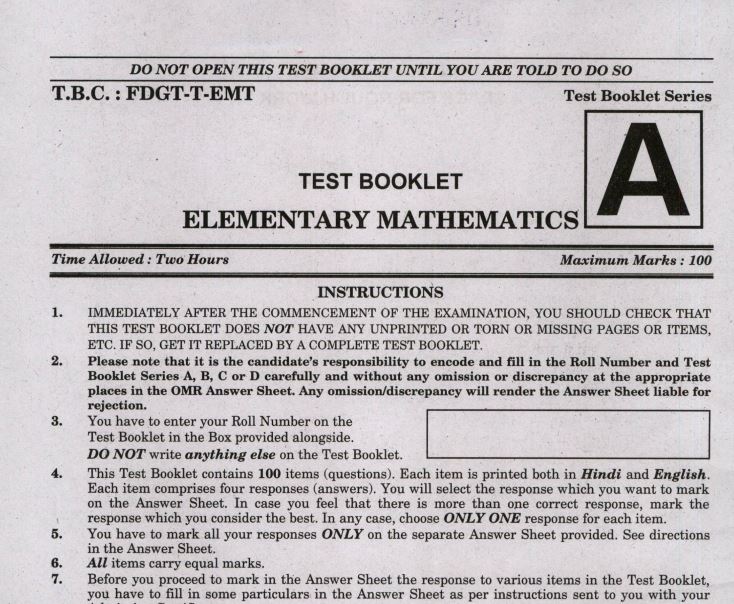 DO NOT OPEN THIS TEST BOOKLET UNTIL YOU ARE TOLD TO DO SO
T.B.C. : FDGT-T-EMT
Test Booklet Series
A
TEST BOOKLET
ELEMENTARY MATHEMATICS
Time Allowed : Two Hours
Maximum Marks : 100
INSTRUCTIONS
1. IMMEDIATELY AFTER THE COMMENCEMENT OF THE EXAMINATION, YOU SHOULD CHECK THAT
THIS TEST BOOKLET DOES NOT HAVE ANY UNPRINTED OR TORN OR MISSING PAGES OR ITEMS,
ETC. IF SO, GET IT REPLACED BY A COMPLETE TEST BOOKLET.
2. Please note that it is the candidate's responsibility to encode and fill in the Roll Number and Test
Booklet Series A, B, C or D carefully and without any omission or discrepancy at the appropriate
places in the OMR Answer Sheet. Any omission/discrepancy will render the Answer Sheet liable for
rejection.
3. You have to enter your Roll Number on the
Test Booklet in the Box provided alongside.
DO NOT write anything else on the Test Booklet.
4. This Test Booklet contains 100 items (questions). Each item is printed both in Hindi and English.
Each item comprises four responses (answers). You will select the response which you want to mark
on the Answer Sheet. In case you feel that there is more than one correct response, mark the
response which you consider the best. In any case, choose ONLY ONE response for each item.
5. You have to mark all your responses ONLY on the separate Answer Sheet provided. See directions
in the Answer Sheet.
6. All items carry equal marks.
7. Before you proceed to mark in the Answer Sheet the response to various items in the Test Booklet,
you have to fill in some particulars in the Answer Sheet as per instructions sent to you with your